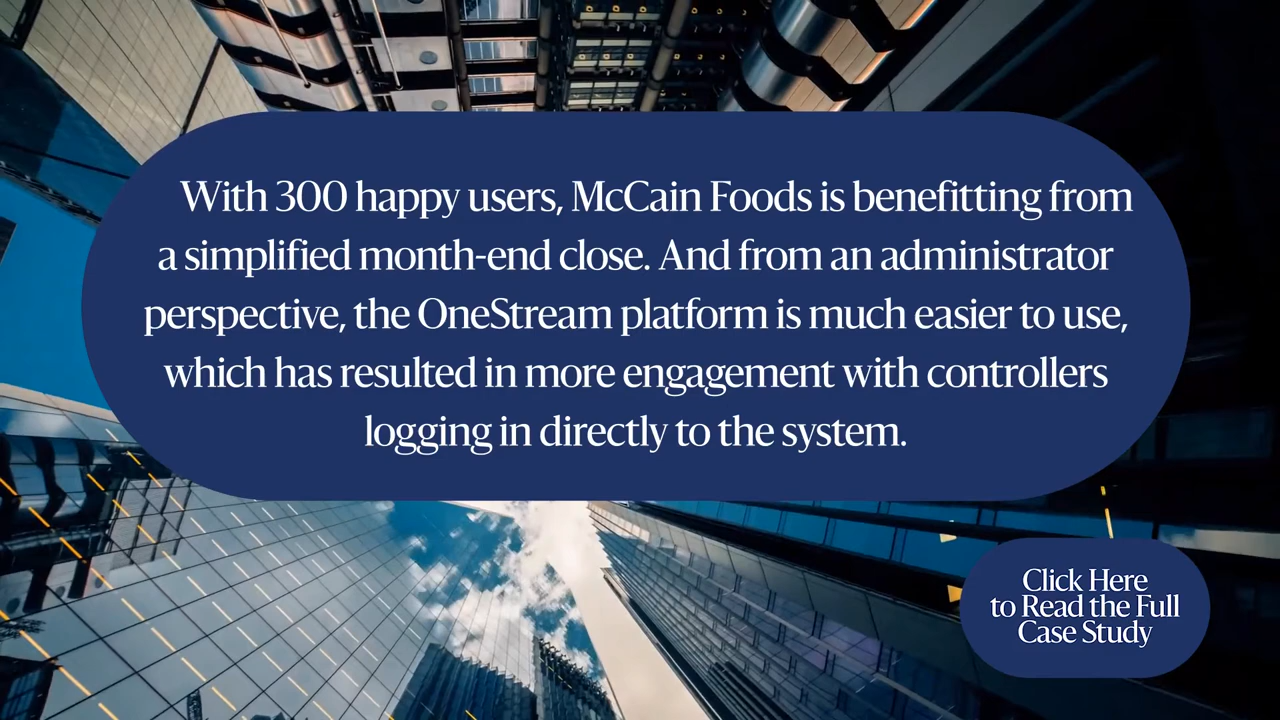 With 300 happy users, McCain Foods is benefitting from
a simplified month-end close. And from an administrator
perspective, the OneStream platform is much easier to use,
which has resulted in more engagement with controllers
logging in directly to the system.
Click Here
to Read the Full
Case Study